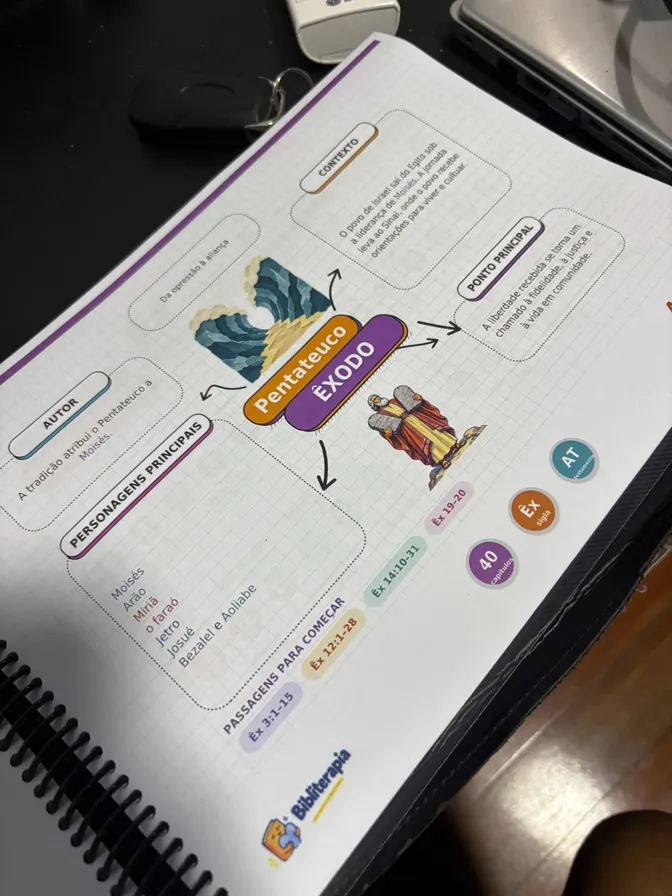 CONTEXTO
O povo de Israel sai do Egito sob
a liderança de Moisés. A jornada
leva ao Sinai, onde o povo recebe
orientações para viver e cultuar.
Da opressão à aliança
PONTO PRINCIPAL
A liberdade recebida se torna um
chamado à fidelidade, à justiça e
à vida em comunidade.
Pentateuco
ÊXODO
AUTOR
A tradição atribui o Pentateuco a
Moisés.
PERSONAGENS PRINCIPAIS
Moisés
Arão
Miriã
o faraó
Jetro
Josué
Bezalel e Aoliabe
PASSAGENS PARA COMEÇAR
Êx 3:1–15
Êx 12:1–28
Êx 14:10–31
Êx 19–20
40
capítulos
Êx
sigla
AT
testamento
Bibliterapia